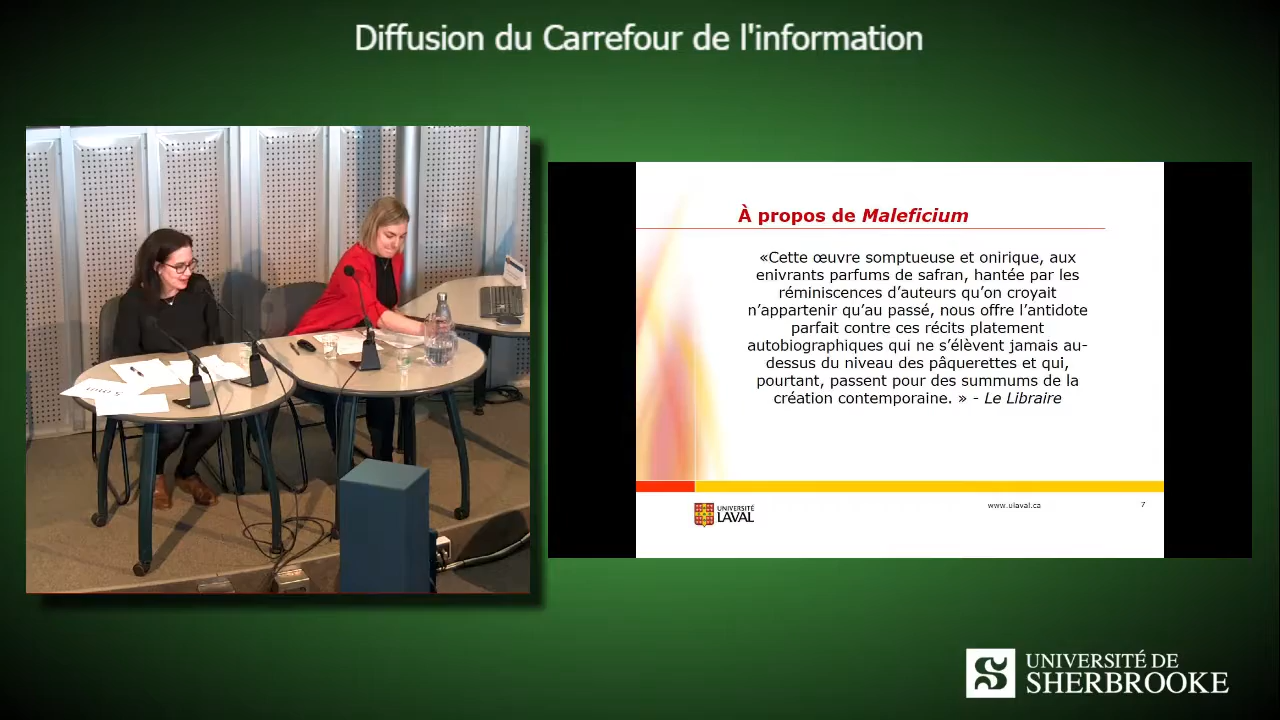 Diffusion du Carrefour de l'information
À propos de Maleficium
«Cette œuvre somptueuse et onirique, aux
enivrants parfums de safran, hantée par les
réminiscences d’auteurs qu’on croyait
n’appartenir qu’au passé, nous offre l’antidote
parfait contre ces récits platement
autobiographiques qui ne s’élèvent jamais au-
dessus du niveau des pâquerettes et qui,
pourtant, passent pour des summums de la
création contemporaine. » - Le Libraire
UNIVERSITÉ
LAVAL
www.ulaval.ca
7
UNIVERSITÉ DE
SHERBROOKE